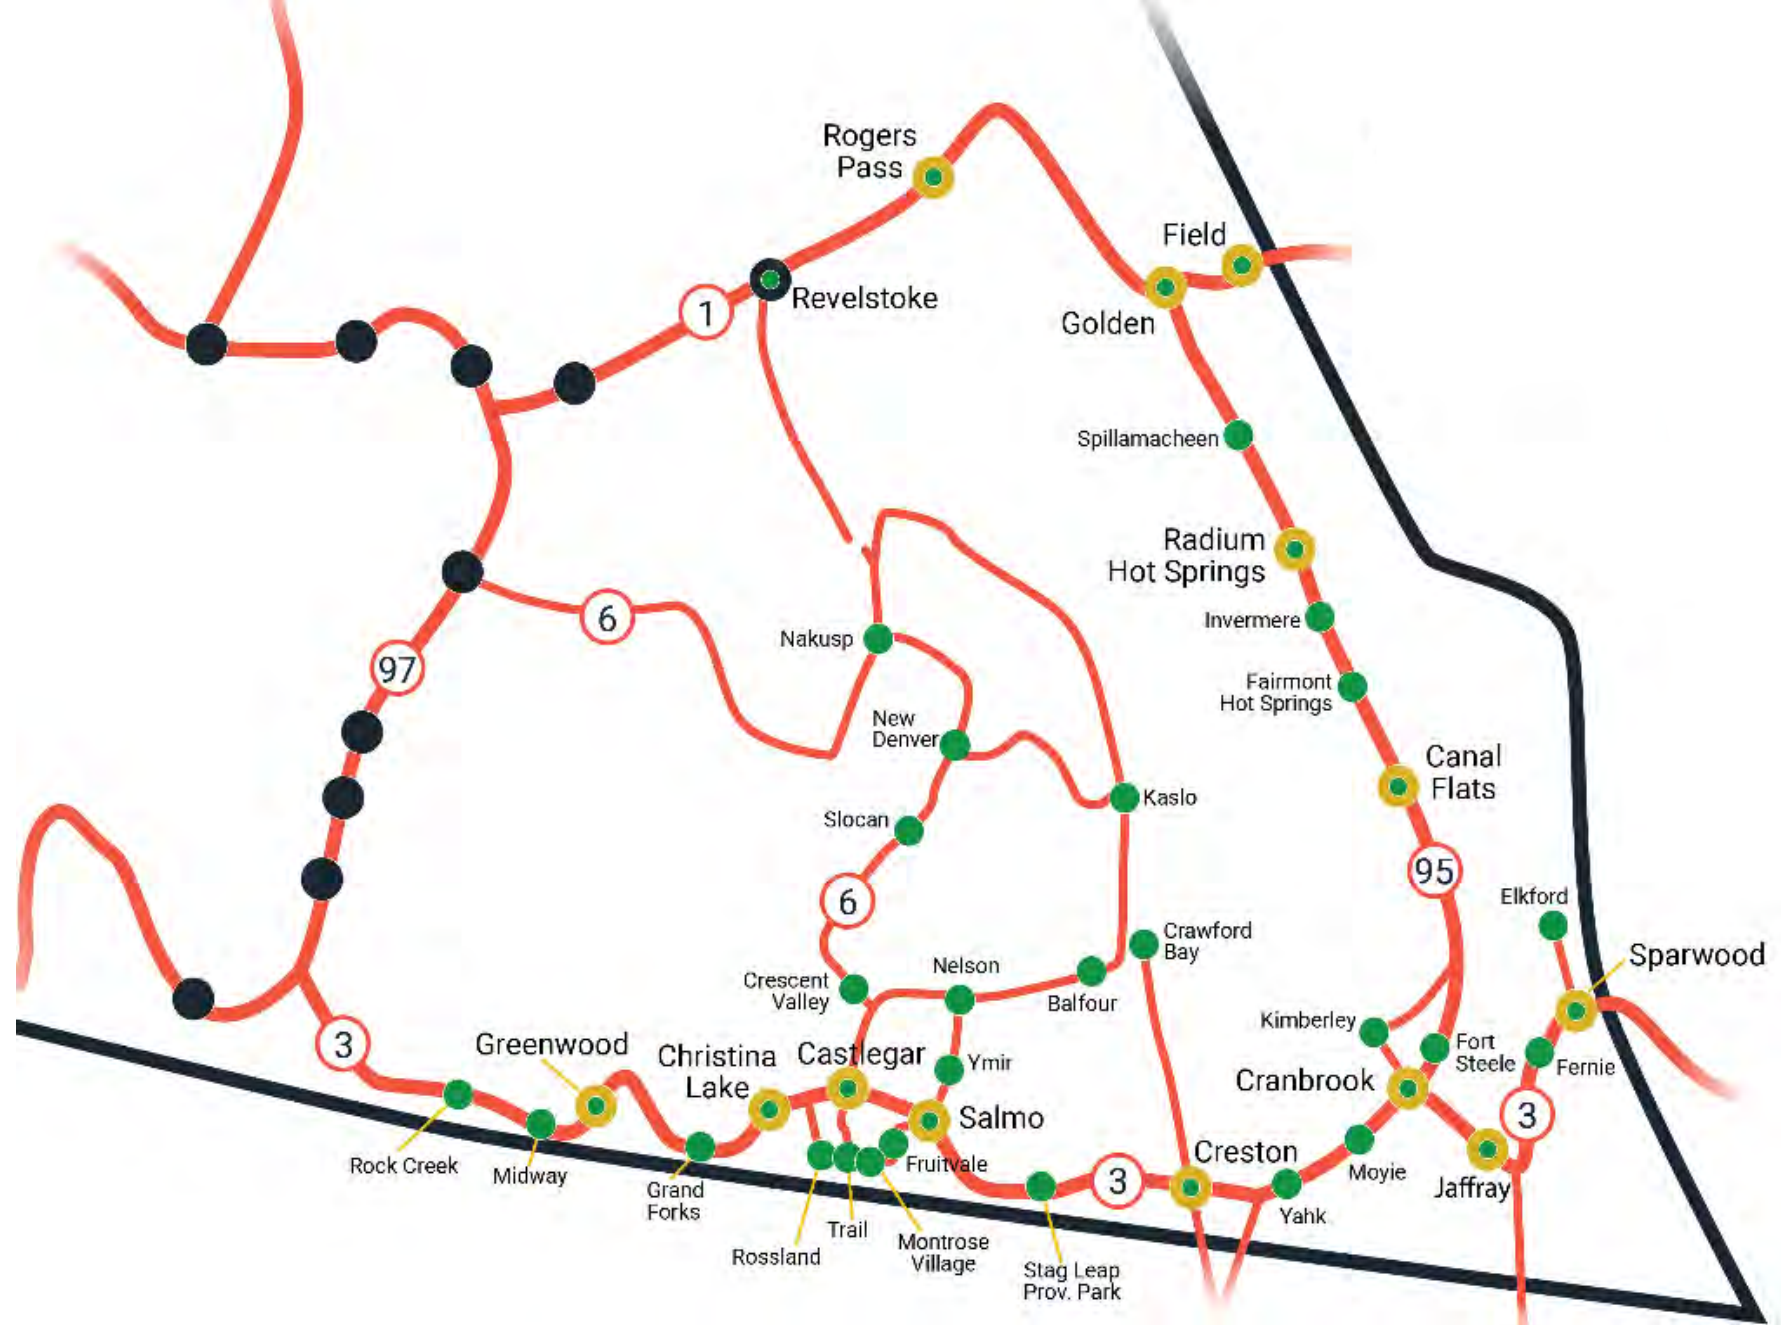 Rogers
Pass
Field
1
Revelstoke
Golden
Spillamacheen
Radium
Hot Springs
6
Invermere
Nakusp
97
Fairmont
Hot Springs
New
Denver
Canal
Flats
Kaslo
Slocan
95
Elkford
6
Crawford
Bay
Sparwood
Nelson
Crescent
Valley
Balfour
Kimberley
3
Greenwood
Christina
Lake
Castlegar
Ymir
Fort
Steele
Fernie
Cranbrook
3
Salmo
Rock Creek
Midway
Fruitvale
Creston
Moyie
Grand
Forks
3
Jaffray
Yahk
Trail
Rossland
Montrose
Village
Stag Leap
Prov. Park